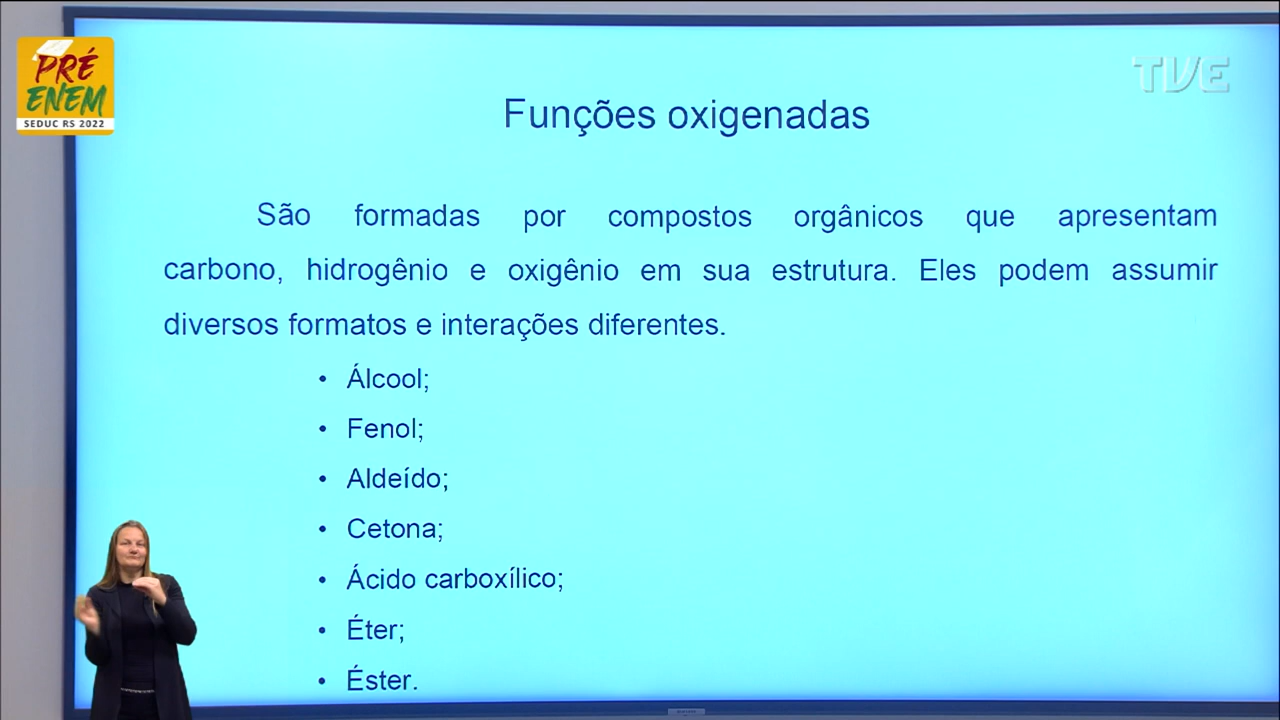 PRÉ
ENEM
SEDUC RS 2022
TVE
Funções oxigenadas
São formadas por compostos orgânicos que apresentam
carbono, hidrogênio e oxigênio em sua estrutura. Eles podem assumir
diversos formatos e interações diferentes.
• Álcool;
• Fenol;
• Aldeído;
• Cetona;
• Ácido carboxílico;
• Éter;
• Éster.